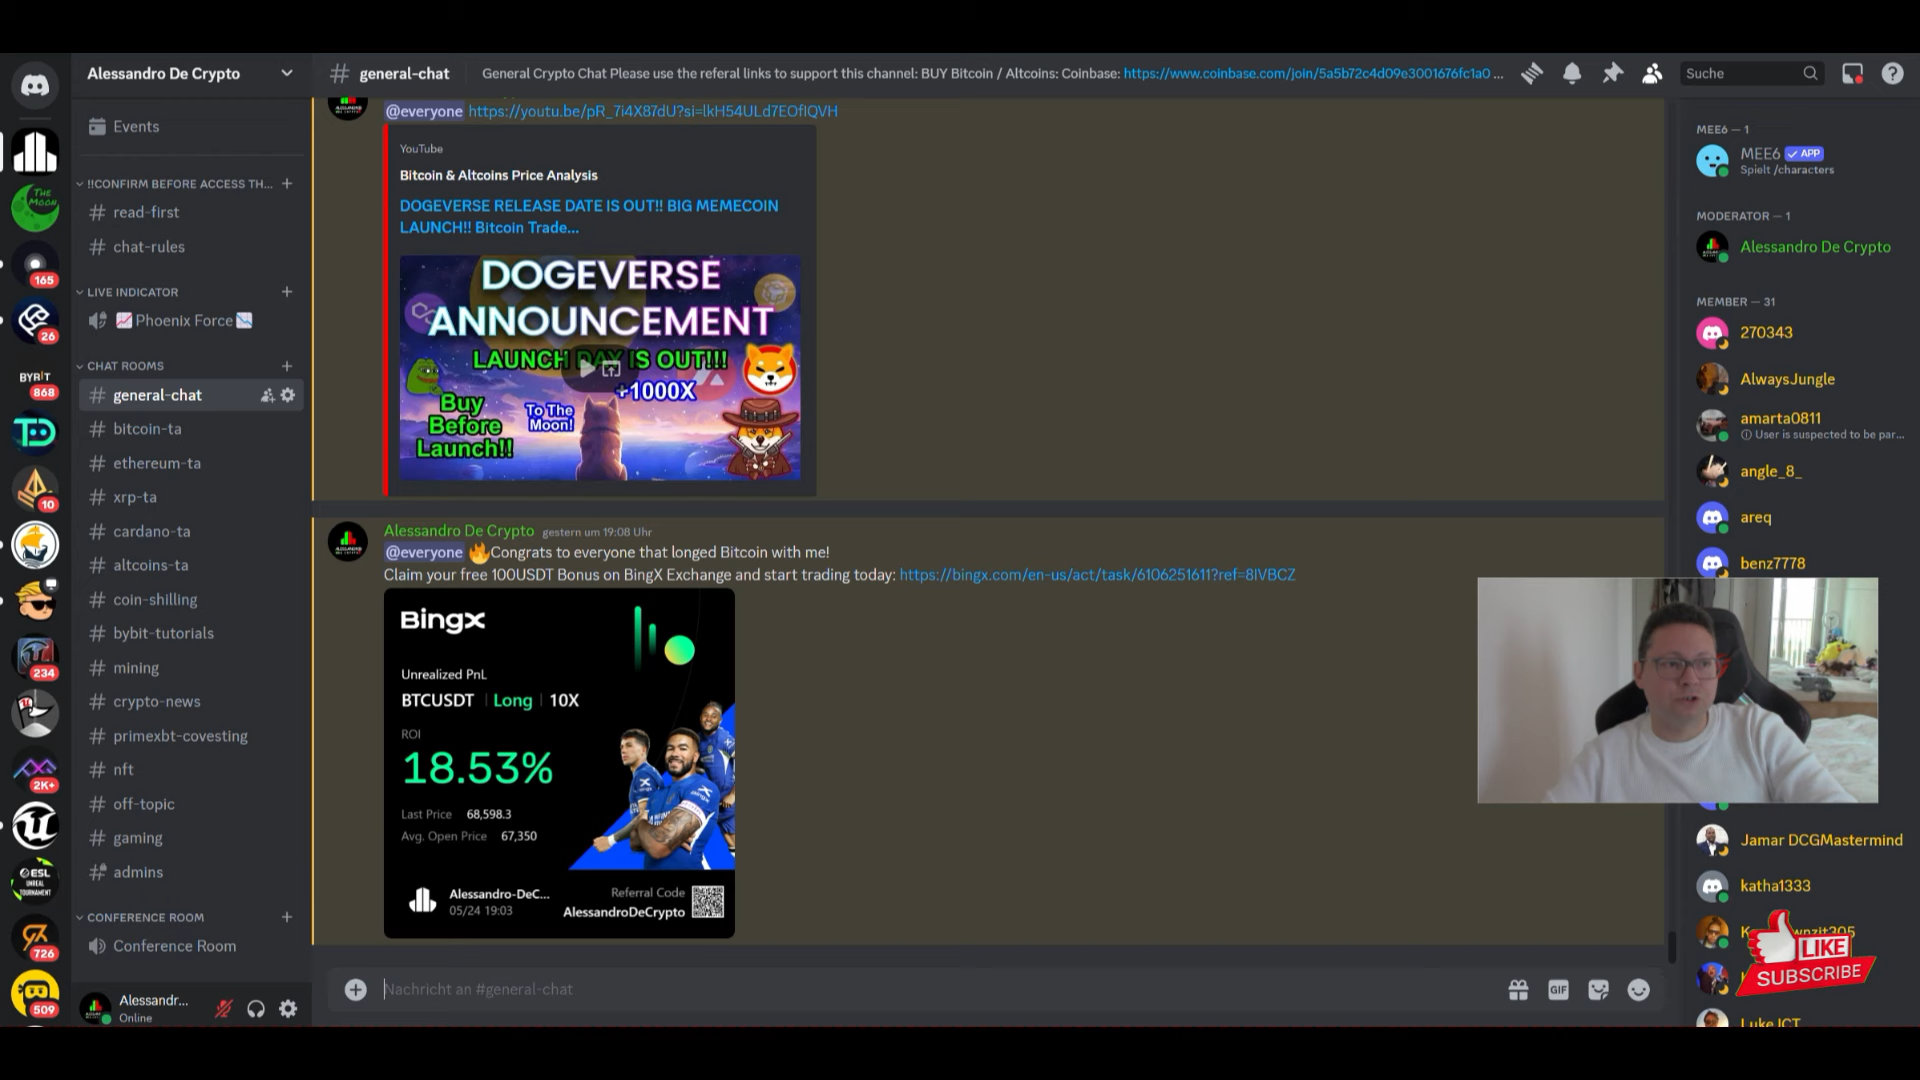 Alessandro De Crypto
general-chat
General Crypto Chat Please use the referal links to support this channel: BUY Bitcoin / Altcoins: Coinbase: https://www.coinbase.com/join/5a5b72c4d09e3001676fc1a0 ...
Suche
THE MOON
165
26
BYBIT
868
10
234
2K+
ESL
UNREAL
TOURNAMENT
726
509
Events
!!CONFIRM BEFORE ACCESS TH...
read-first
chat-rules
LIVE INDICATOR
Phoenix Force
CHAT ROOMS
general-chat
bitcoin-ta
ethereum-ta
xrp-ta
cardano-ta
altcoins-ta
coin-shilling
bybit-tutorials
mining
crypto-news
primexbt-covesting
nft
off-topic
gaming
admins
CONFERENCE ROOM
Conference Room
Alessandr...
Online
@everyone https://youtu.be/pR_7i4X87dU?si=lkH54ULd7EOflQVH
YouTube
Bitcoin & Altcoins Price Analysis
DOGEVERSE RELEASE DATE IS OUT!! BIG MEMECOIN
LAUNCH!! Bitcoin Trade...
DOGEVERSE
ANNOUNCEMENT
LAUNCH DAY IS OUT!!!
+1000X
Buy
Before
Launch!!
To The
Moon!
Alessandro De Crypto gestern um 19:08 Uhr
@everyone 🔥Congrats to everyone that longed Bitcoin with me!
Claim your free 100USDT Bonus on BingX Exchange and start trading today: https://bingx.com/en-us/act/task/6106251611?ref=8IVBCZ
BingX
Unrealized PnL
BTCUSDT | Long | 10X
ROI
18.53%
Last Price 68,598.3
Avg. Open Price 67,350
Alessandro-DeC...
05/24 19:03
Referral Code
AlessandroDeCrypto
Nachricht an #general-chat
GIF
MEE6 — 1
MEE6 ✓ APP
Spielt /characters
MODERATOR — 1
Alessandro De Crypto
MEMBER — 31
270343
AlwaysJungle
amarta0811
User is suspected to be par...
angle_8_
areq
benz7778
Jamar DCGMastermind
katha1333
LIKE
SUBSCRIBE